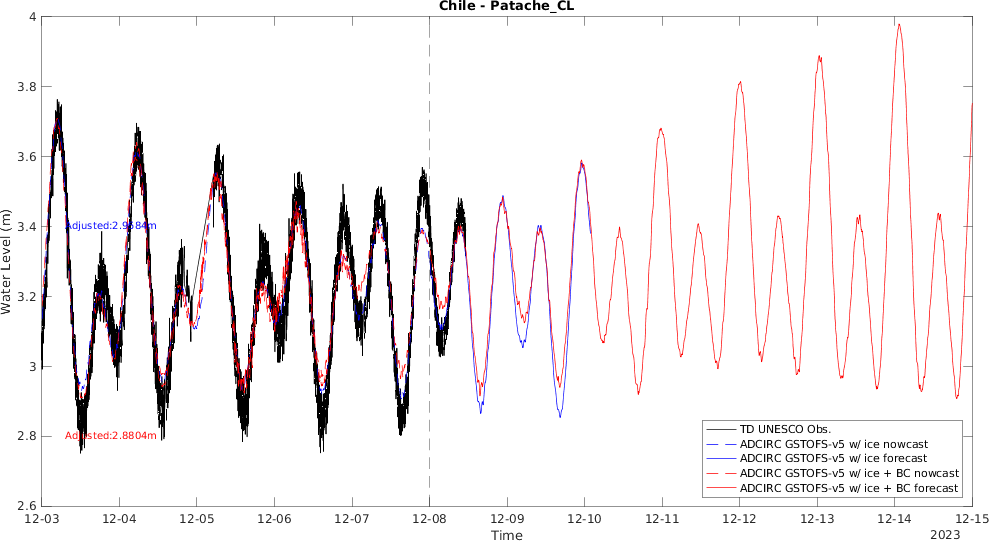 Chile - Patache_CL
4
3.8
3.6
3.4
3.2
3
2.8
2.6
Water Level (m)
Adjusted:2.9584m
Adjusted:2.8804m
TD UNESCO Obs.
ADCIRC GSTOFS-v5 w/ ice nowcast
ADCIRC GSTOFS-v5 w/ ice forecast
ADCIRC GSTOFS-v5 w/ ice + BC nowcast
ADCIRC GSTOFS-v5 w/ ice + BC forecast
12-03 12-04 12-05 12-06 12-07 12-08 12-09 12-10 12-11 12-12 12-13 12-14 12-15
Time
2023